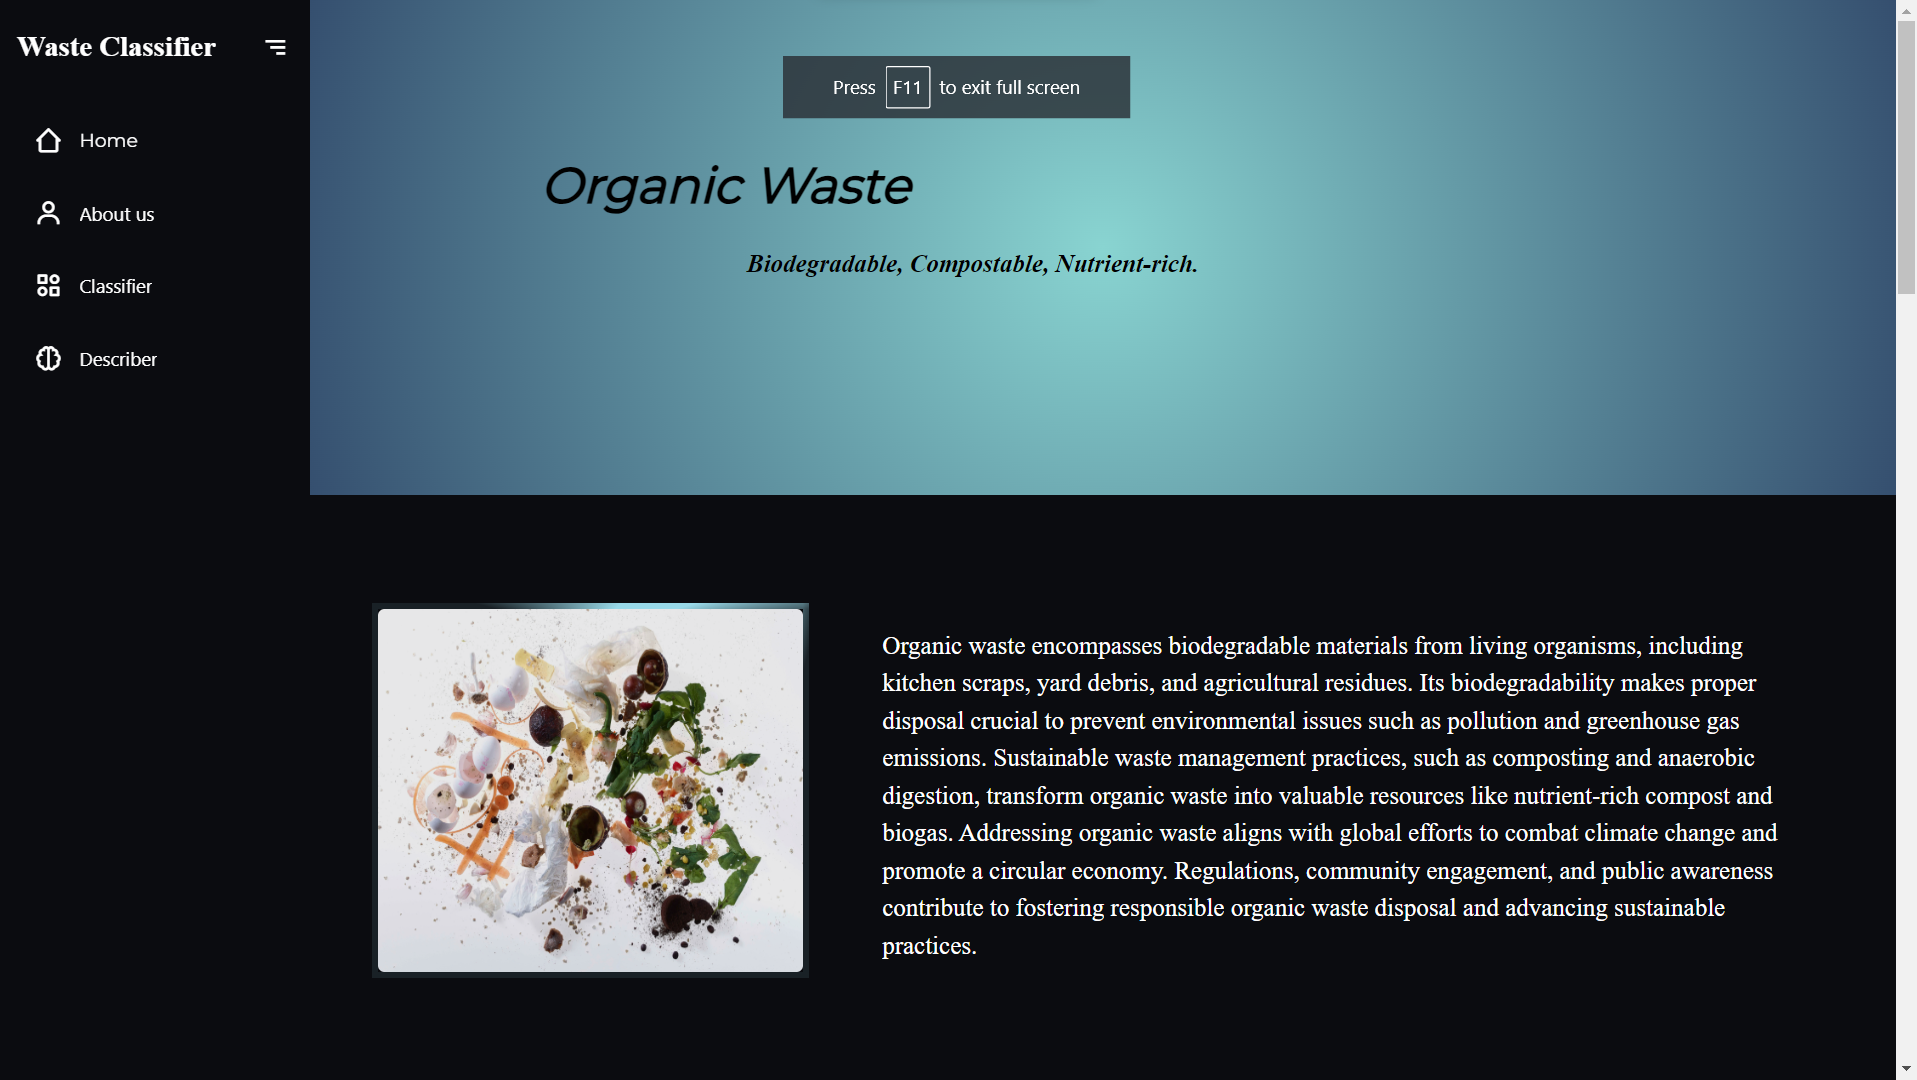 Waste Classifier
Home
About us
Classifier
Describer
Press F11 to exit full screen
Organic Waste
Biodegradable, Compostable, Nutrient-rich.
Organic waste encompasses biodegradable materials from living organisms, including
kitchen scraps, yard debris, and agricultural residues. Its biodegradability makes proper
disposal crucial to prevent environmental issues such as pollution and greenhouse gas
emissions. Sustainable waste management practices, such as composting and anaerobic
digestion, transform organic waste into valuable resources like nutrient-rich compost and
biogas. Addressing organic waste aligns with global efforts to combat climate change and
promote a circular economy. Regulations, community engagement, and public awareness
contribute to fostering responsible organic waste disposal and advancing sustainable
practices.